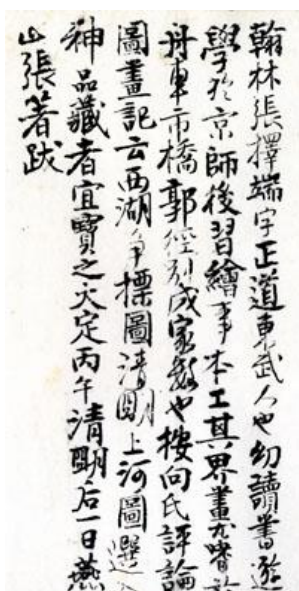 翰林張擇端字正道東武人也幼讀書遊
學於京師後習繪事本工其界畫尤嗜於
舟車市橋郭徑別成家數也按向氏評論
圖畫記云西湖爭標圖清明上河圖選入
神品藏者宜寶之大定丙午清明后一日燕
山張著跋